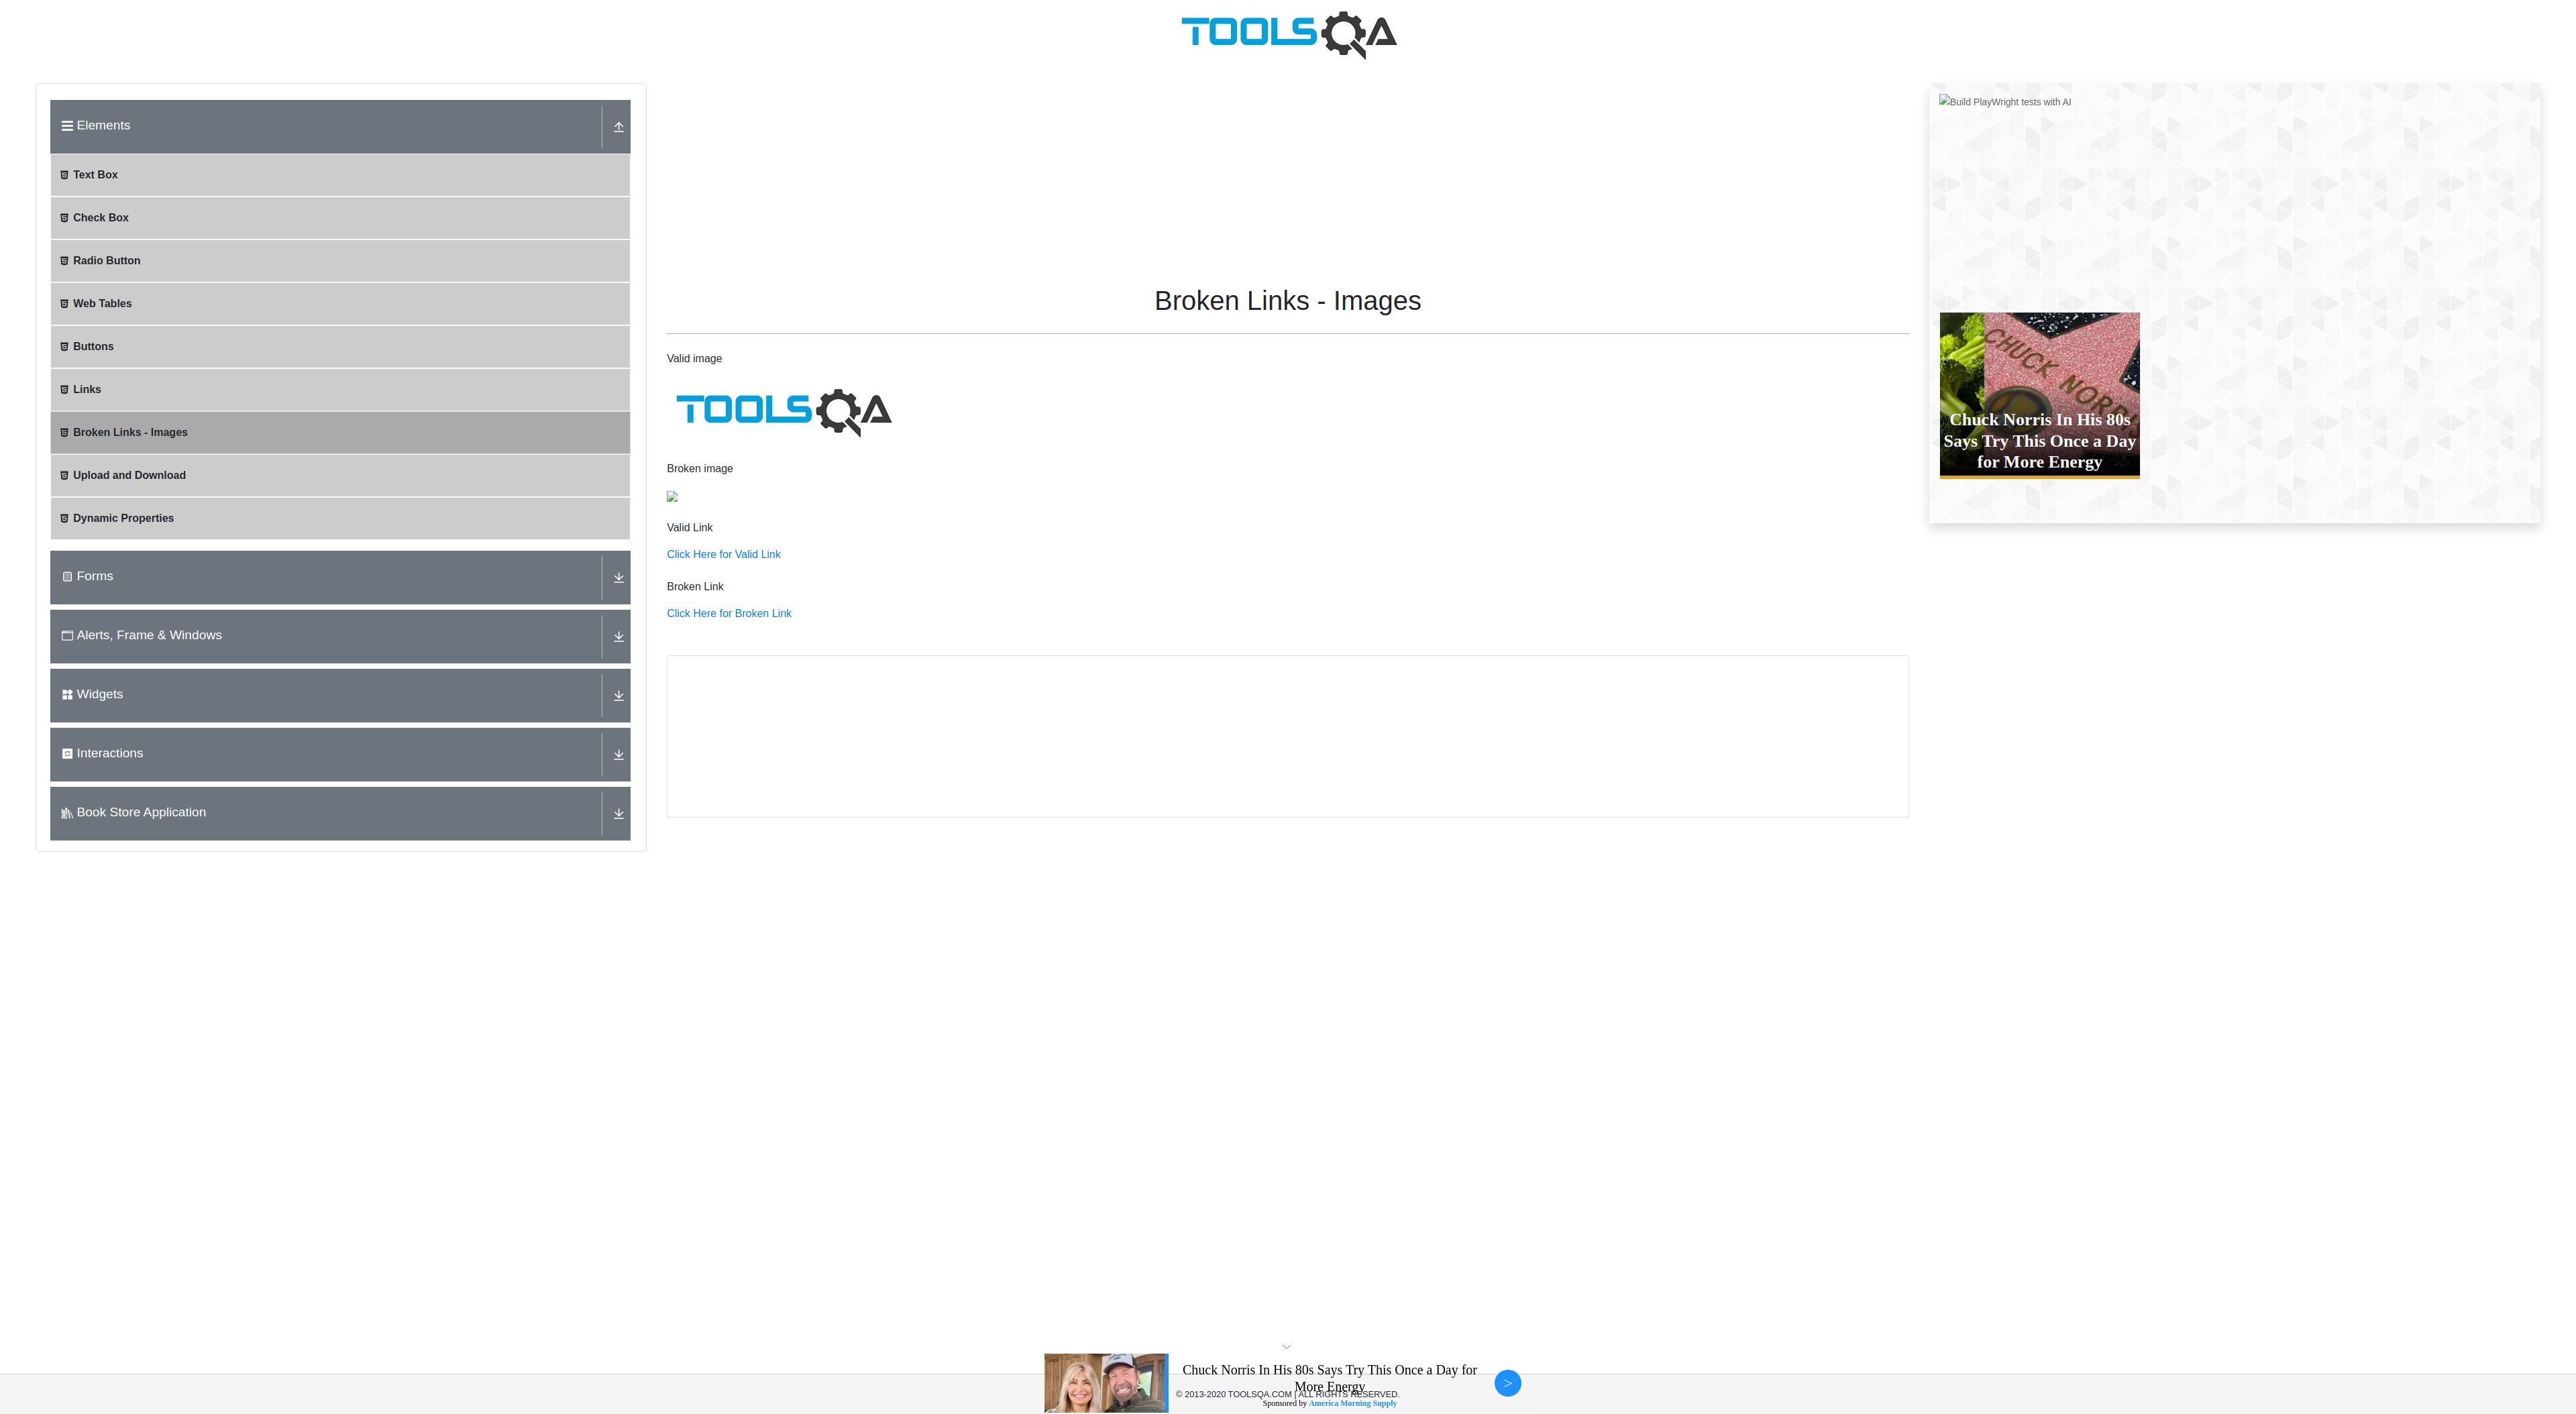 TOOLSQA
Elements
Text Box
Check Box
Radio Button
Web Tables
Buttons
Links
Broken Links - Images
Upload and Download
Dynamic Properties
Forms
Alerts, Frame & Windows
Widgets
Interactions
Book Store Application
Broken Links - Images
Valid image
TOOLSQA
Broken image
Valid Link
Click Here for Valid Link
Broken Link
Click Here for Broken Link
Build PlayWright tests with AI
CHUCK NORRIS
Chuck Norris In His 80s
Says Try This Once a Day
for More Energy
Chuck Norris In His 80s Says Try This Once a Day for
More Energy
© 2013-2020 TOOLSQA.COM | ALL RIGHTS RESERVED.
Sponsored by America Morning Supply
>